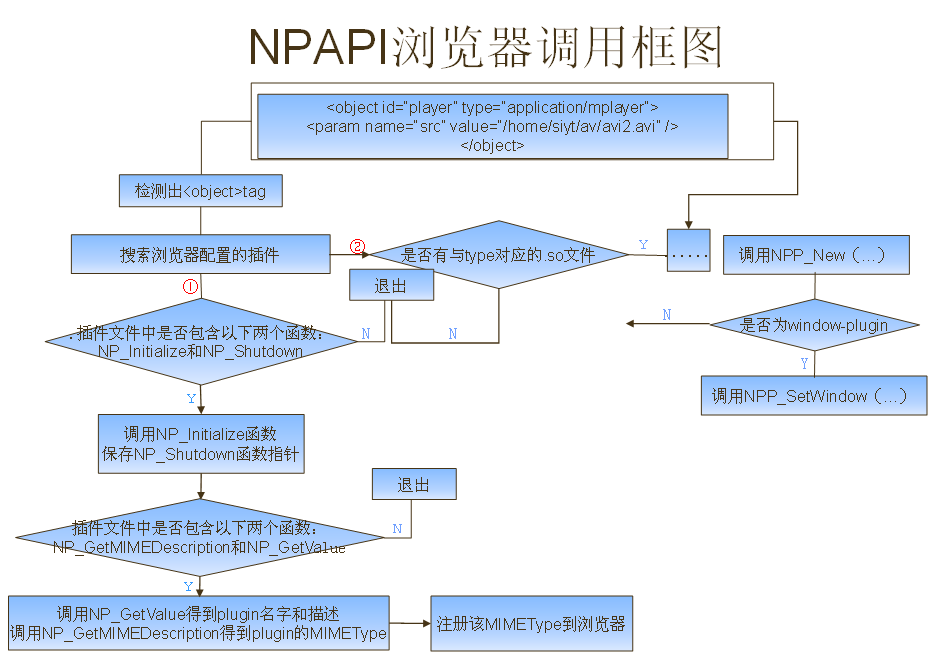 NPAPI浏览器调用框图
<object id="player" type="application/mplayer">
<param name="src" value="/home/siyt/av/avi2.avi" />
</object>
检测出<object>tag
搜索浏览器配置的插件
②
是否有与type对应的.so文件
Y
......
调用NPP_New（...）
①
退出
N
N
N
是否为window-plugin
.插件文件中是否包含以下两个函数：
NP_Initialize和NP_Shutdown
Y
Y
调用NPP_SetWindow（...）
调用NP_Initialize函数
保存NP_Shutdown函数指针
退出
N
插件文件中是否包含以下两个函数：
NP_GetMIMEDescription和NP_GetValue
Y
调用NP_GetValue得到plugin名字和描述
调用NP_GetMIMEDescription得到plugin的MIMEType
注册该MIMEType到浏览器